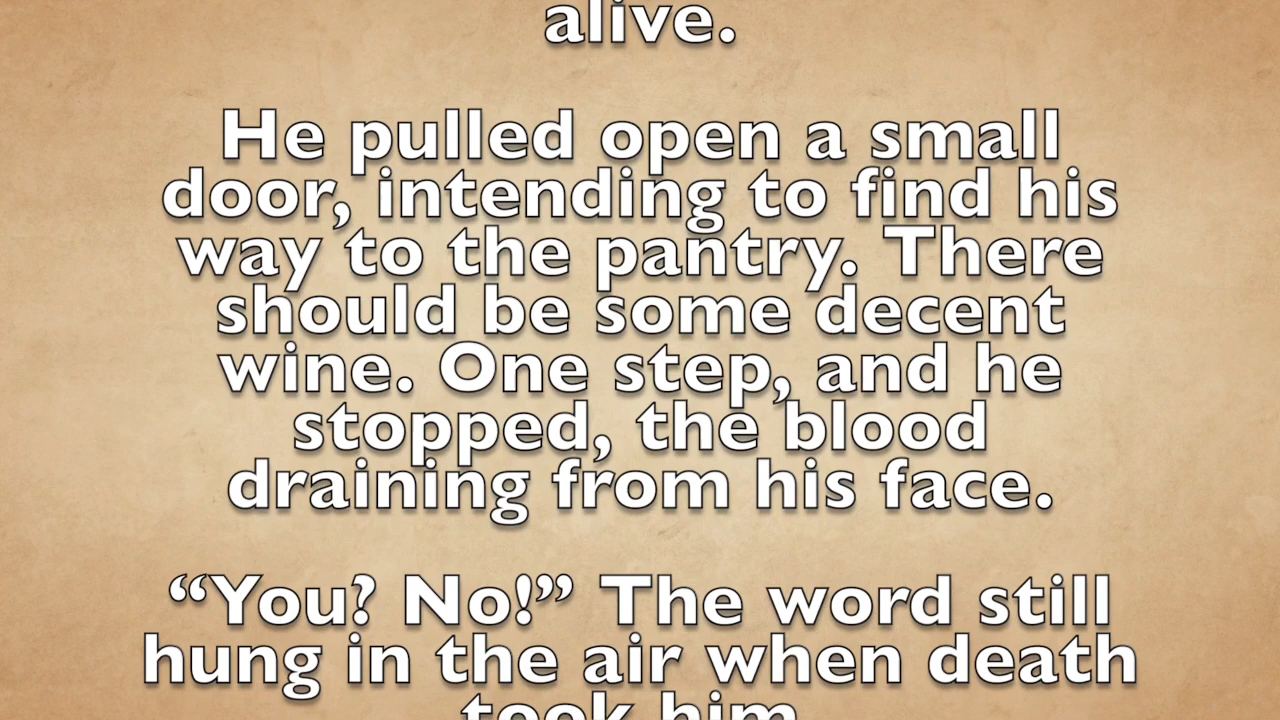 alive.
He pulled open a small
door, intending to find his
way to the pantry. There
should be some decent
wine. One step, and he
stopped, the blood
draining from his face.
“You? No!” The word still
hung in the air when death
took him